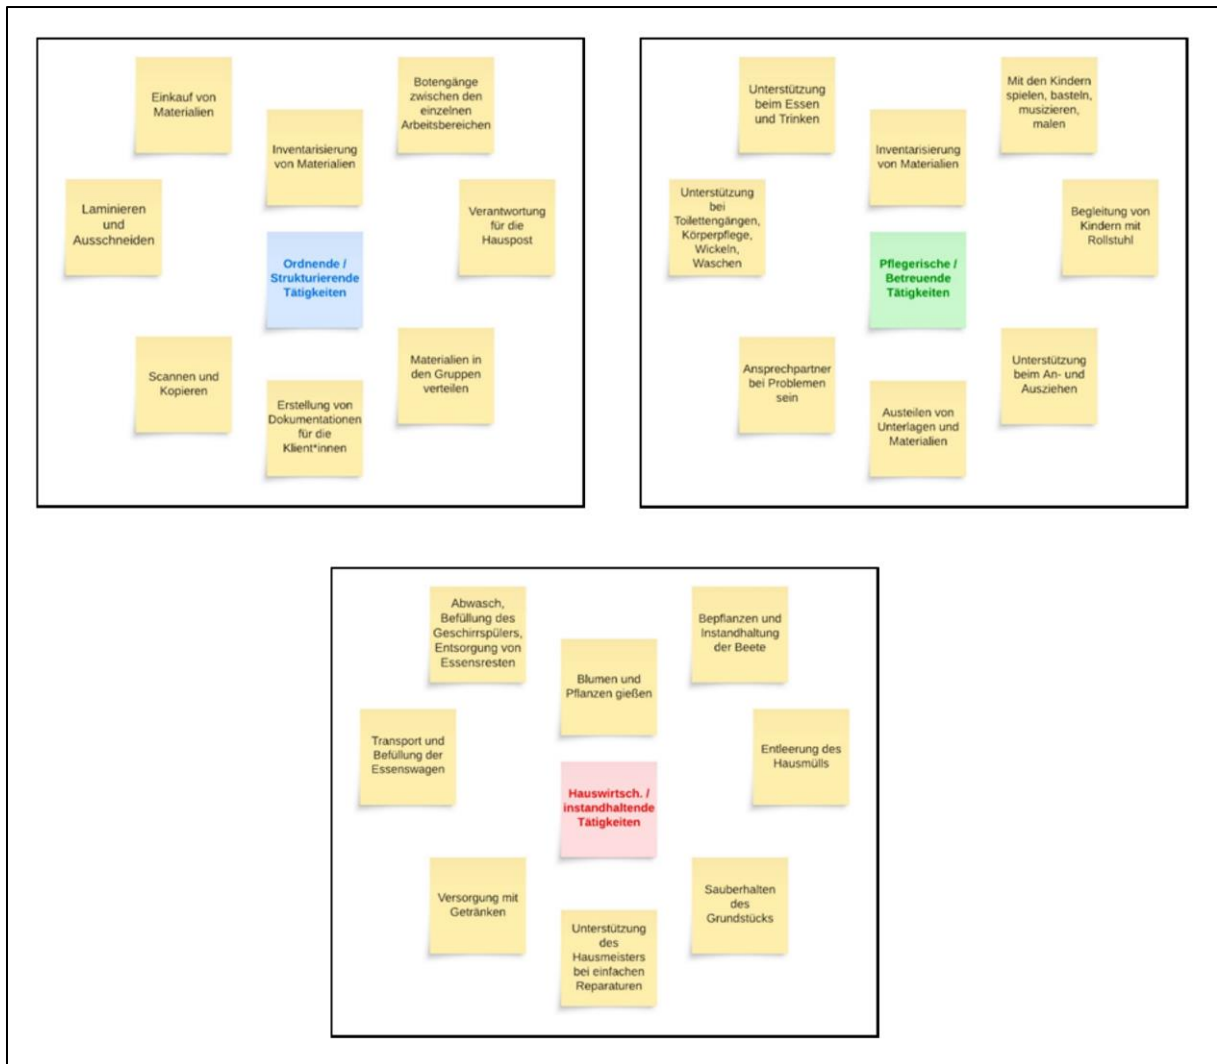 Einkauf von
Materialien
Botengänge
zwischen den
einzelnen
Arbeitsbereichen
Inventarisierung
von Materialien
Laminieren
und
Ausschneiden
Verantwortung
für die
Hauspost
Ordnende /
Strukturierende
Tätigkeiten
Scannen und
Kopieren
Materialien in
den Gruppen
verteilen
Erstellung von
Dokumentationen
für die
Klient*innen
Unterstützung
beim Essen
und Trinken
Mit den Kindern
spielen, basteln,
musizieren,
malen
Inventarisierung
von Materialien
Unterstützung
bei
Toilettengängen,
Körperpflege,
Wickeln,
Waschen
Begleitung von
Kindern mit
Rollstuhl
Pflegerische /
Betreuende
Tätigkeiten
Ansprechpartner
bei Problemen
sein
Unterstützung
beim An- und
Ausziehen
Austeilen von
Unterlagen und
Materialien
Abwasch,
Befüllung des
Geschirrspülers,
Entsorgung von
Essensresten
Bepflanzen und
Instandhaltung
der Beete
Blumen und
Pflanzen gießen
Transport und
Befüllung der
Essenswagen
Entleerung des
Hausmülls
Hauswirtsch. /
instandhaltende
Tätigkeiten
Versorgung mit
Getränken
Sauberhalten
des
Grundstücks
Unterstützung
des
Hausmeisters
bei einfachen
Reparaturen